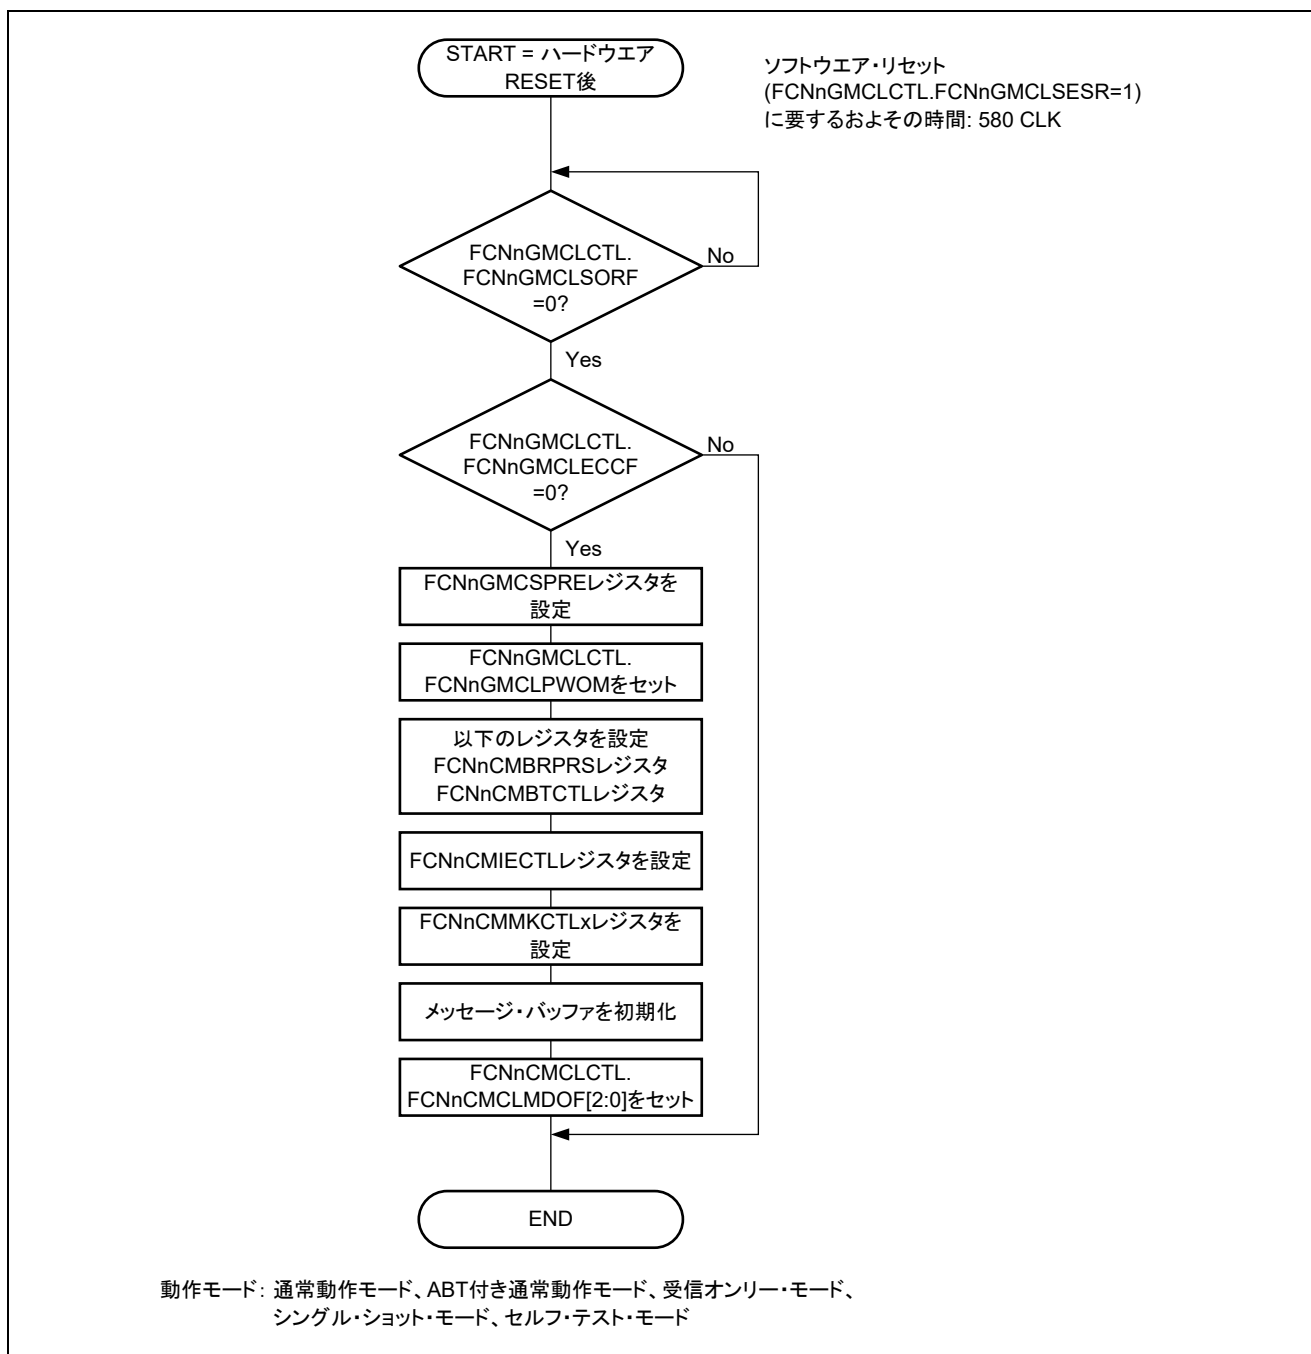 START = ハードウエア
RESET後
ソフトウエア・リセット
(FCNnGMCLCTL.FCNnGMCLSESR=1)
に要するおよその時間: 580 CLK
FCNnGMCLCTL.
FCNnGMCLSORF
=0?
No
Yes
FCNnGMCLCTL.
FCNnGMCLECCF
=0?
No
Yes
FCNnGMCSPREレジスタを
設定
FCNnGMCLCTL.
FCNnGMCLPWOMをセット
以下のレジスタを設定
FCNnCMBRPRSレジスタ
FCNnCMBTCTLレジスタ
FCNnCMIECTLレジスタを設定
FCNnCMMKCTLxレジスタを
設定
メッセージ・バッファを初期化
FCNnCMCLCTL.
FCNnCMCLMDOF[2:0]をセット
END
動作モード: 通常動作モード、ABT付き通常動作モード、受信オンリー・モード、
シングル・ショット・モード、セルフ・テスト・モード